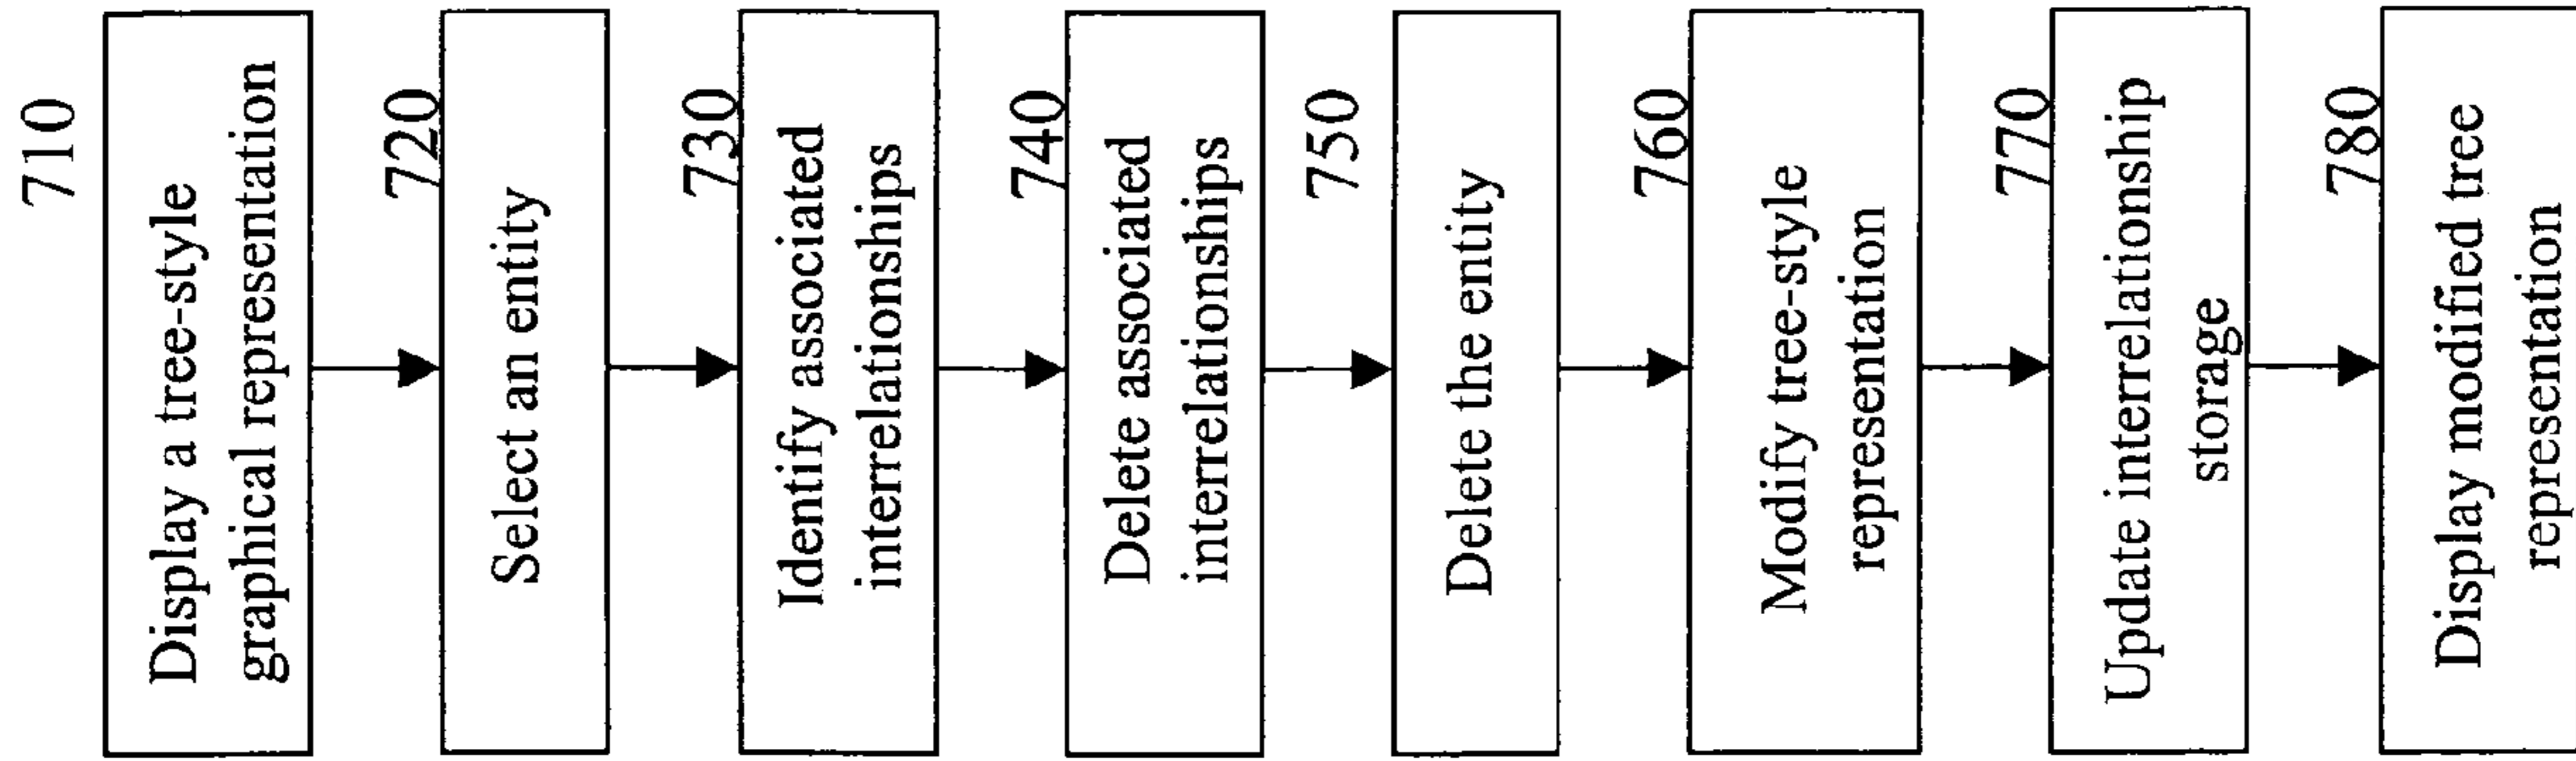 710
Display a tree-style
graphical representation
720
Select an entity
730
Identify associated
interrelationships
740
Delete associated
interrelationships
750
Delete the entity
760
Modify tree-style
representation
770
Update interrelationship
storage
780
Display modified tree
representation